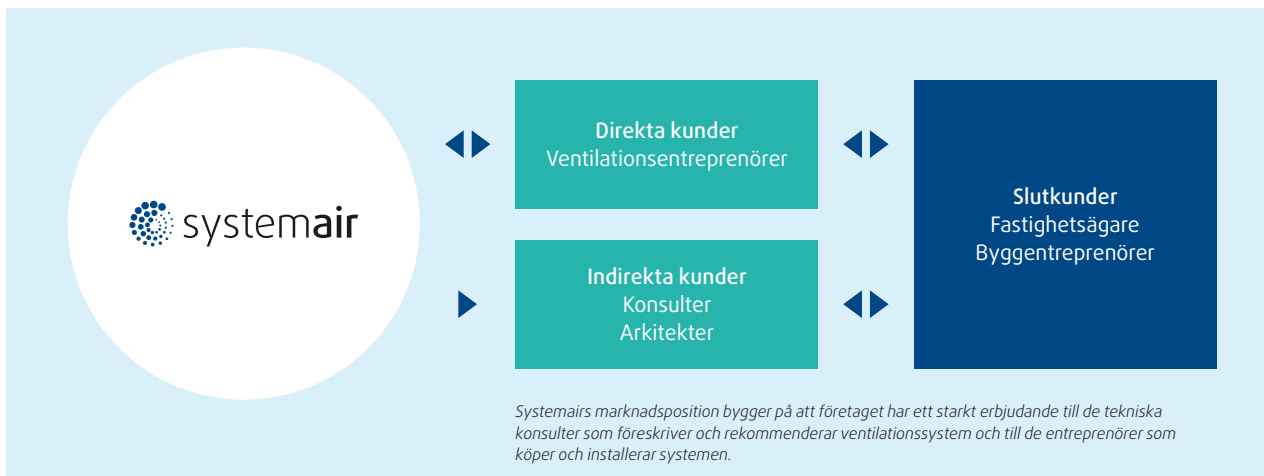 systemair
Direkta kunder
Ventilationsentreprenörer
Indirekta kunder
Konsulter
Arkitekter
Slutkunder
Fastighetsägare
Byggentreprenörer
Systemairs marknadsposition bygger på att företaget har ett starkt erbjudande till de tekniska
konsulter som föreskriver och rekommenderar ventilationssystem och till de entreprenörer som
köper och installerar systemen.